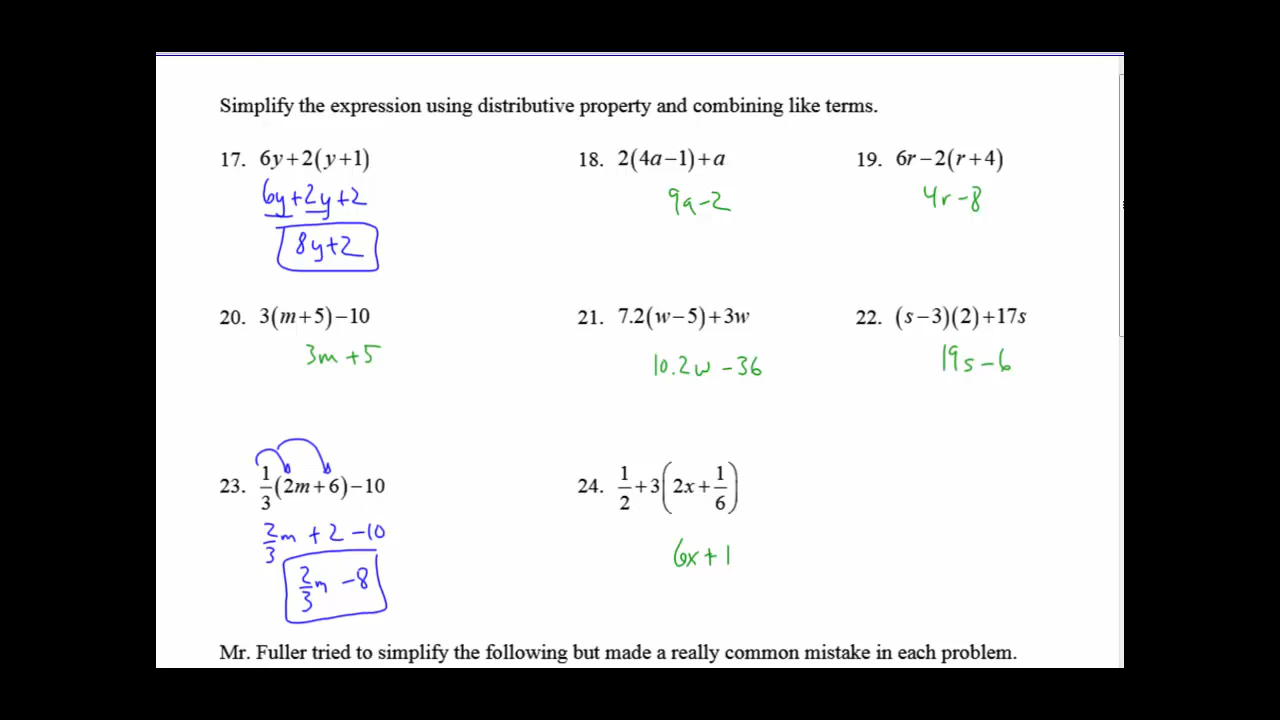 Simplify the expression using distributive property and combining like terms.
17. 6y+2(y+1)
6y+2y+2
8y+2
18. 2(4a−1)+a
9a−2
19. 6r−2(r+4)
4r−8
20. 3(m+5)−10
3m+5
21. 7.2(w−5)+3w
10.2w−36
22. (s−3)(2)+17s
19s−6
23. 1/3(2m+6)−10
2/3m+2−10
2/3m−8
24. 1/2+3(2x+1/6)
6x+1
Mr. Fuller tried to simplify the following but made a really common mistake in each problem.